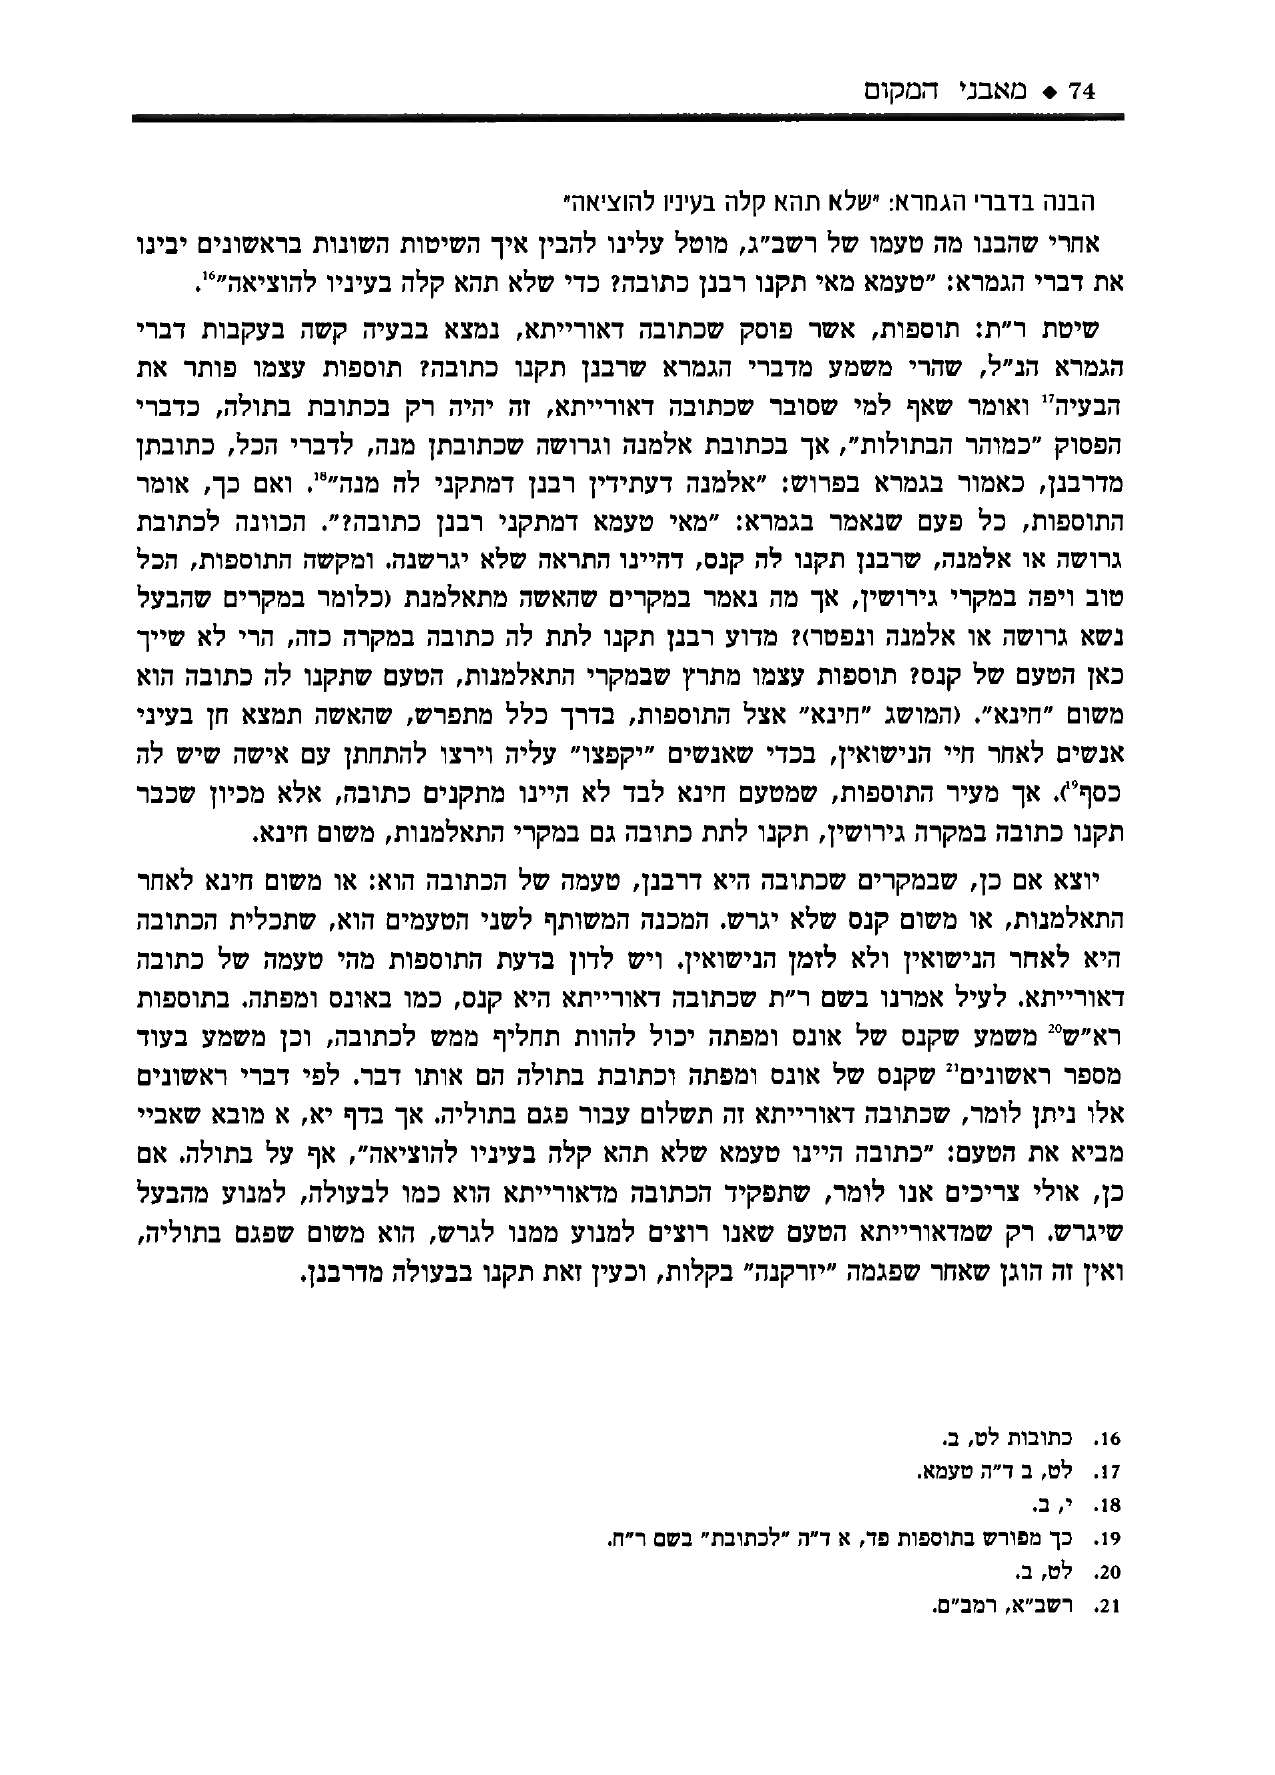 74 ◆ מאבני המקום
הבנה בדברי הגמרא: "שלא תהא קלה בעיניו להוציאה"
אחרי שהבנו מה טעמו של רשב"ג, מוטל עלינו להבין איך השיטות השונות בראשונים יבינו
את דברי הגמרא: "טעמא מאי תקנו רבנן כתובה? כדי שלא תהא קלה בעיניו להוציאה"16.
שיטת ר"ת: תוספות, אשר פוסק שכתובה דאורייתא, נמצא בבעיה קשה בעקבות דברי
הגמרא הנ"ל, שהרי משמע מדברי הגמרא שרבנן תקנו כתובה? תוספות עצמו פותר את
הבעיה17 ואומר שאף למי שסובר שכתובה דאורייתא, זה יהיה רק בכתובת בתולה, כדברי
הפסוק "כמוהר הבתולות", אך בכתובת אלמנה וגרושה שכתובתן מנה, לדברי הכל, כתובתן
מדרבנן, כאמור בגמרא בפרוש: "אלמנה דעתידין רבנן דמתקני לה מנה"18. ואם כך, אומר
התוספות, כל פעם שנאמר בגמרא: "מאי טעמא דמתקני רבנן כתובה?". הכוונה לכתובת
גרושה או אלמנה, שרבנן תקנו לה קנס, דהיינו התראה שלא יגרשנה. ומקשה התוספות, הכל
טוב ויפה במקרי גירושין, אך מה נאמר במקרים שהאשה מתאלמנת (כלומר במקרים שהבעל
נשא גרושה או אלמנה ונפטר)? מדוע רבנן תקנו לתת לה כתובה במקרה כזה, הרי לא שייך
כאן הטעם של קנס? תוספות עצמו מתרץ שבמקרי התאלמנות, הטעם שתקנו לה כתובה הוא
משום "חינא". (המושג "חינא" אצל התוספות, בדרך כלל מתפרש, שהאשה תמצא חן בעיני
אנשים לאחר חיי הנישואין, בכדי שאנשים "יקפצו" עליה וירצו להתחתן עם אישה שיש לה
כסף19). אך מעיר התוספות, שמטעם חינא לבד לא היינו מתקנים כתובה, אלא מכיון שכבר
תקנו כתובה במקרה גירושין, תקנו לתת כתובה גם במקרי התאלמנות, משום חינא.
יוצא אם כן, שבמקרים שכתובה היא דרבנן, טעמה של הכתובה הוא: או משום חינא לאחר
התאלמנות, או משום קנס שלא יגרש. המכנה המשותף לשני הטעמים הוא, שתכלית הכתובה
היא לאחר הנישואין ולא לזמן הנישואין. ויש לדון בדעת התוספות מהי טעמה של כתובה
דאורייתא. לעיל אמרנו בשם ר"ת שכתובה דאורייתא היא קנס, כמו באונס ומפתה. בתוספות
רא"ש20 משמע שקנס של אונס ומפתה יכול להוות תחליף ממש לכתובה, וכן משמע בעוד
מספר ראשונים21 שקנס של אונס ומפתה וכתובת בתולה הם אותו דבר. לפי דברי ראשונים
אלו ניתן לומר, שכתובה דאורייתא זה תשלום עבור פגם בתוליה. אך בדף יא, א מובא שאביי
מביא את הטעם: "כתובה היינו טעמא שלא תהא קלה בעיניו להוציאה", אף על בתולה. אם
כן, אולי צריכים אנו לומר, שתפקיד הכתובה מדאורייתא הוא כמו לבעולה, למנוע מהבעל
שיגרש. רק שמדאורייתא הטעם שאנו רוצים למנוע ממנו לגרש, הוא משום שפגם בתוליה,
ואין זה הוגן שאחר שפגמה "יזרקנה" בקלות, וכעין זאת תקנו בבעולה מדרבנן.
16. כתובות לט, ב.
17. לט, ב ד"ה טעמא.
18. י, ב.
19. כך מפורש בתוספות פד, א ד"ה "לכתובת" בשם ר"ח.
20. לט, ב.
21. רשב"א, רמב"ם.